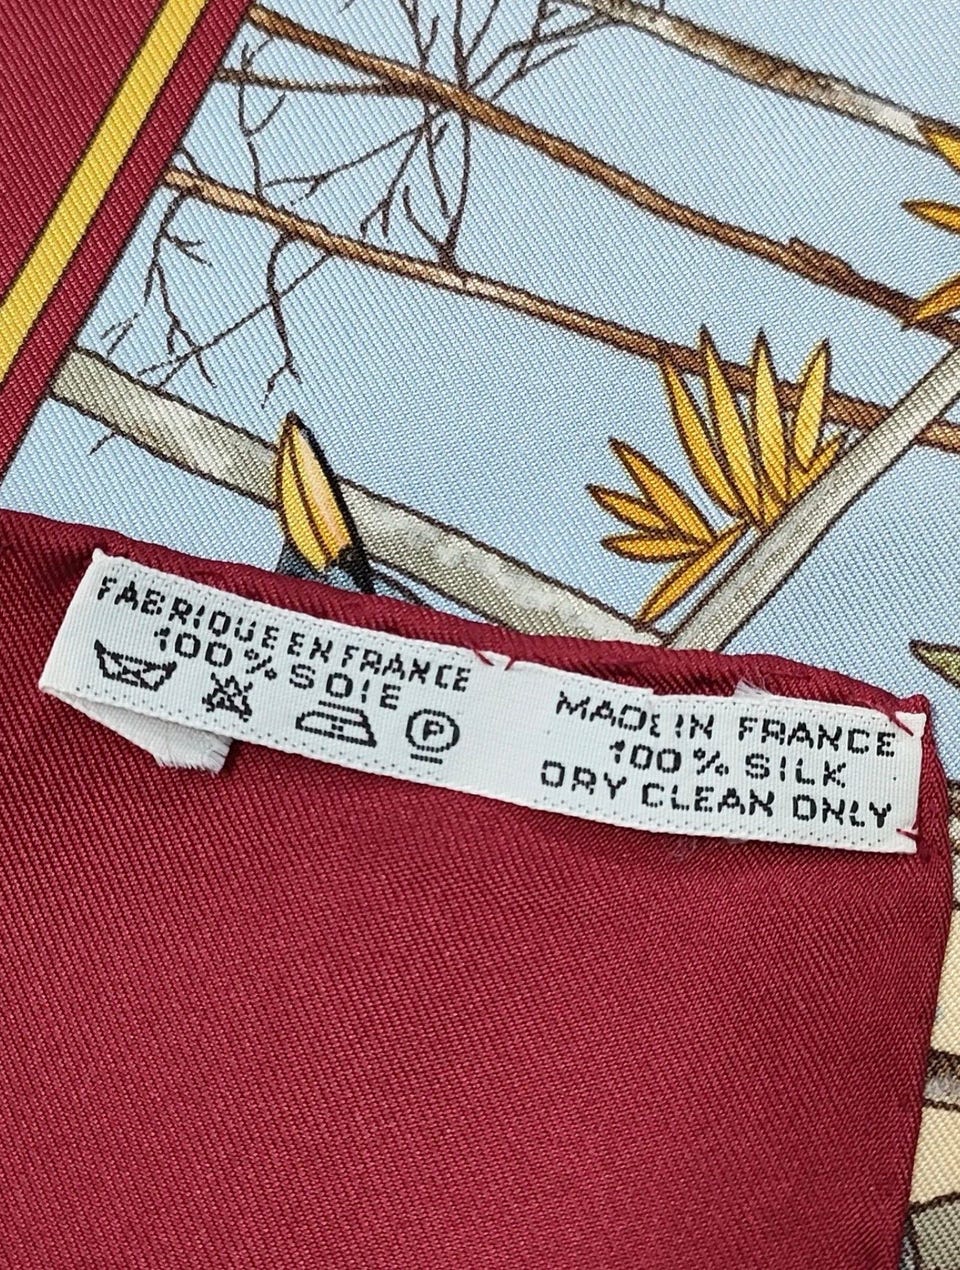 FABRIQUE EN FRANCE
100% SOIE
P
MADE IN FRANCE
100% SILK
DRY CLEAN ONLY